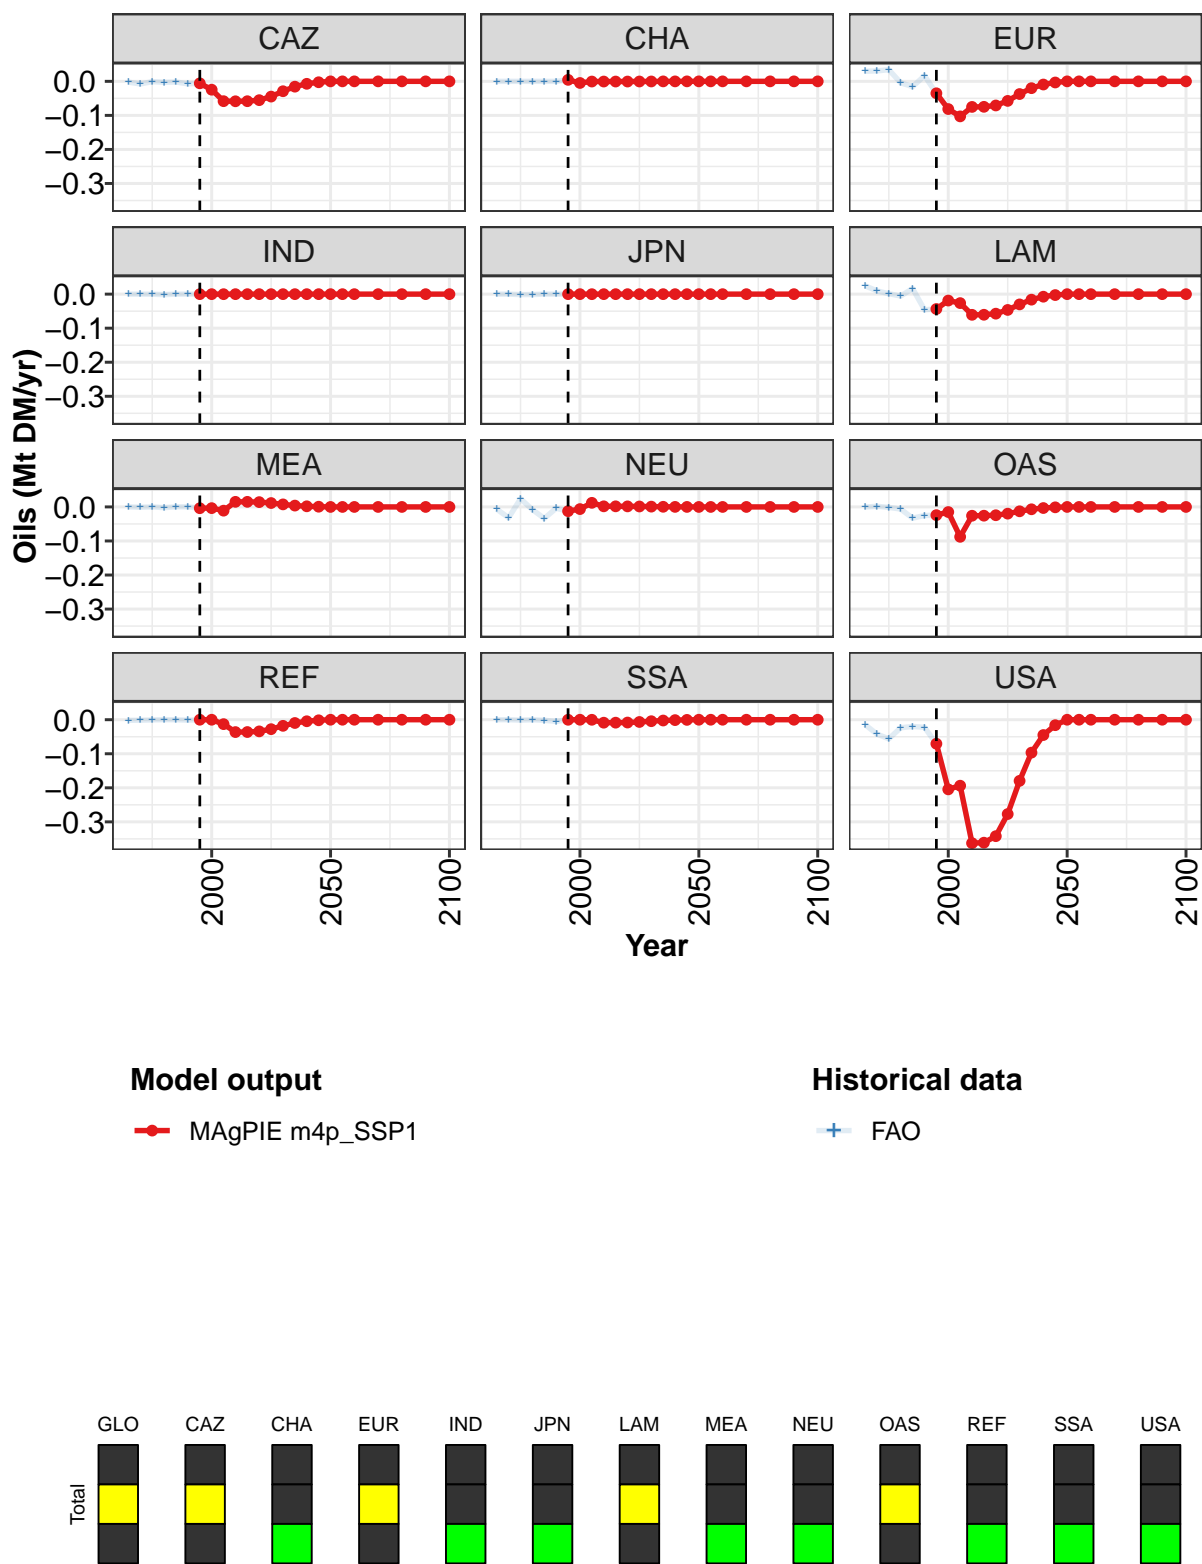 CAZ CHA EUR
0.0
−0.1
−0.2
−0.3
IND JPN LAM
0.0
−0.1
−0.2
−0.3
MEA NEU OAS
0.0
−0.1
−0.2
−0.3
REF SSA USA
0.0
−0.1
−0.2
−0.3
Oils (Mt DM/yr)
2000 2050 2100 2000 2050 2100 2000 2050 2100
Year
Model output Historical data
MAgPIE m4p_SSP1 FAO
GLO CAZ CHA EUR IND JPN LAM MEA NEU OAS REF SSA USA
Total